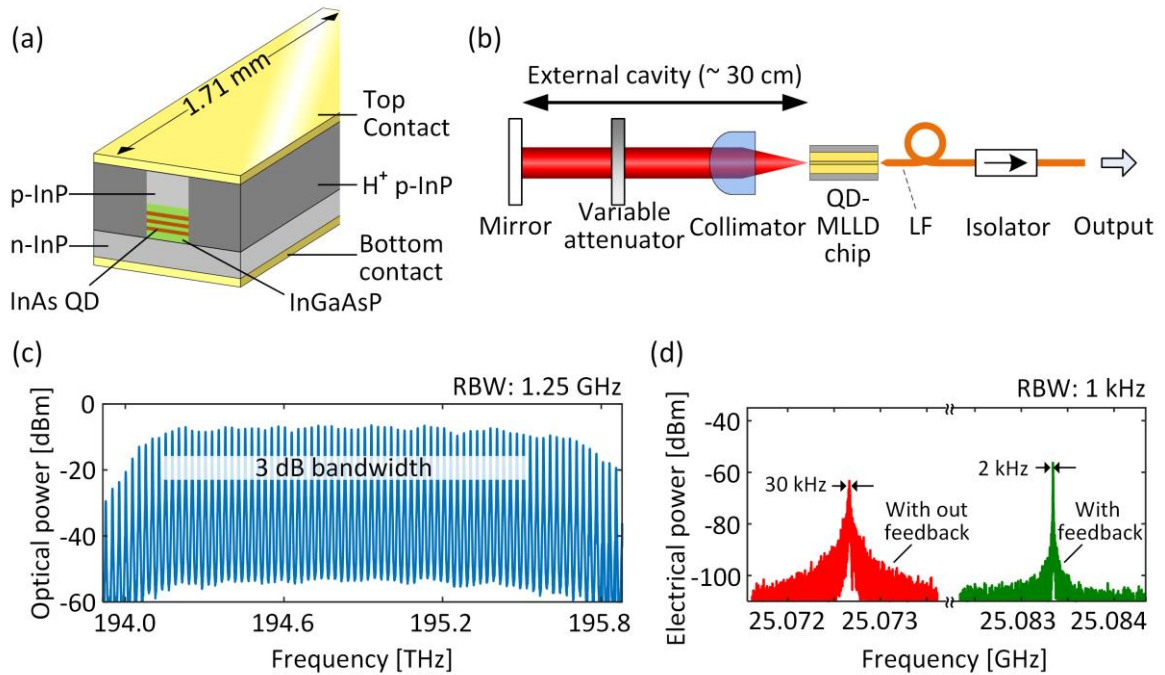 (a)
1.71 mm
Top
Contact
p-InP
H+ p-InP
n-InP
Bottom
contact
InAs QD
InGaAsP
(b)
External cavity (~ 30 cm)
Mirror
Variable
attenuator
Collimator
QD-
MLLD
chip
LF
Isolator
Output
(c)
RBW: 1.25 GHz
Optical power [dBm]
0
-20
-40
-60
3 dB bandwidth
194.0 194.6 195.2 195.8
Frequency [THz]
(d)
RBW: 1 kHz
Electrical power [dBm]
-40
-60
-80
-100
30 kHz
2 kHz
With out
feedback
With
feedback
25.072 25.073 25.083 25.084
Frequency [GHz]